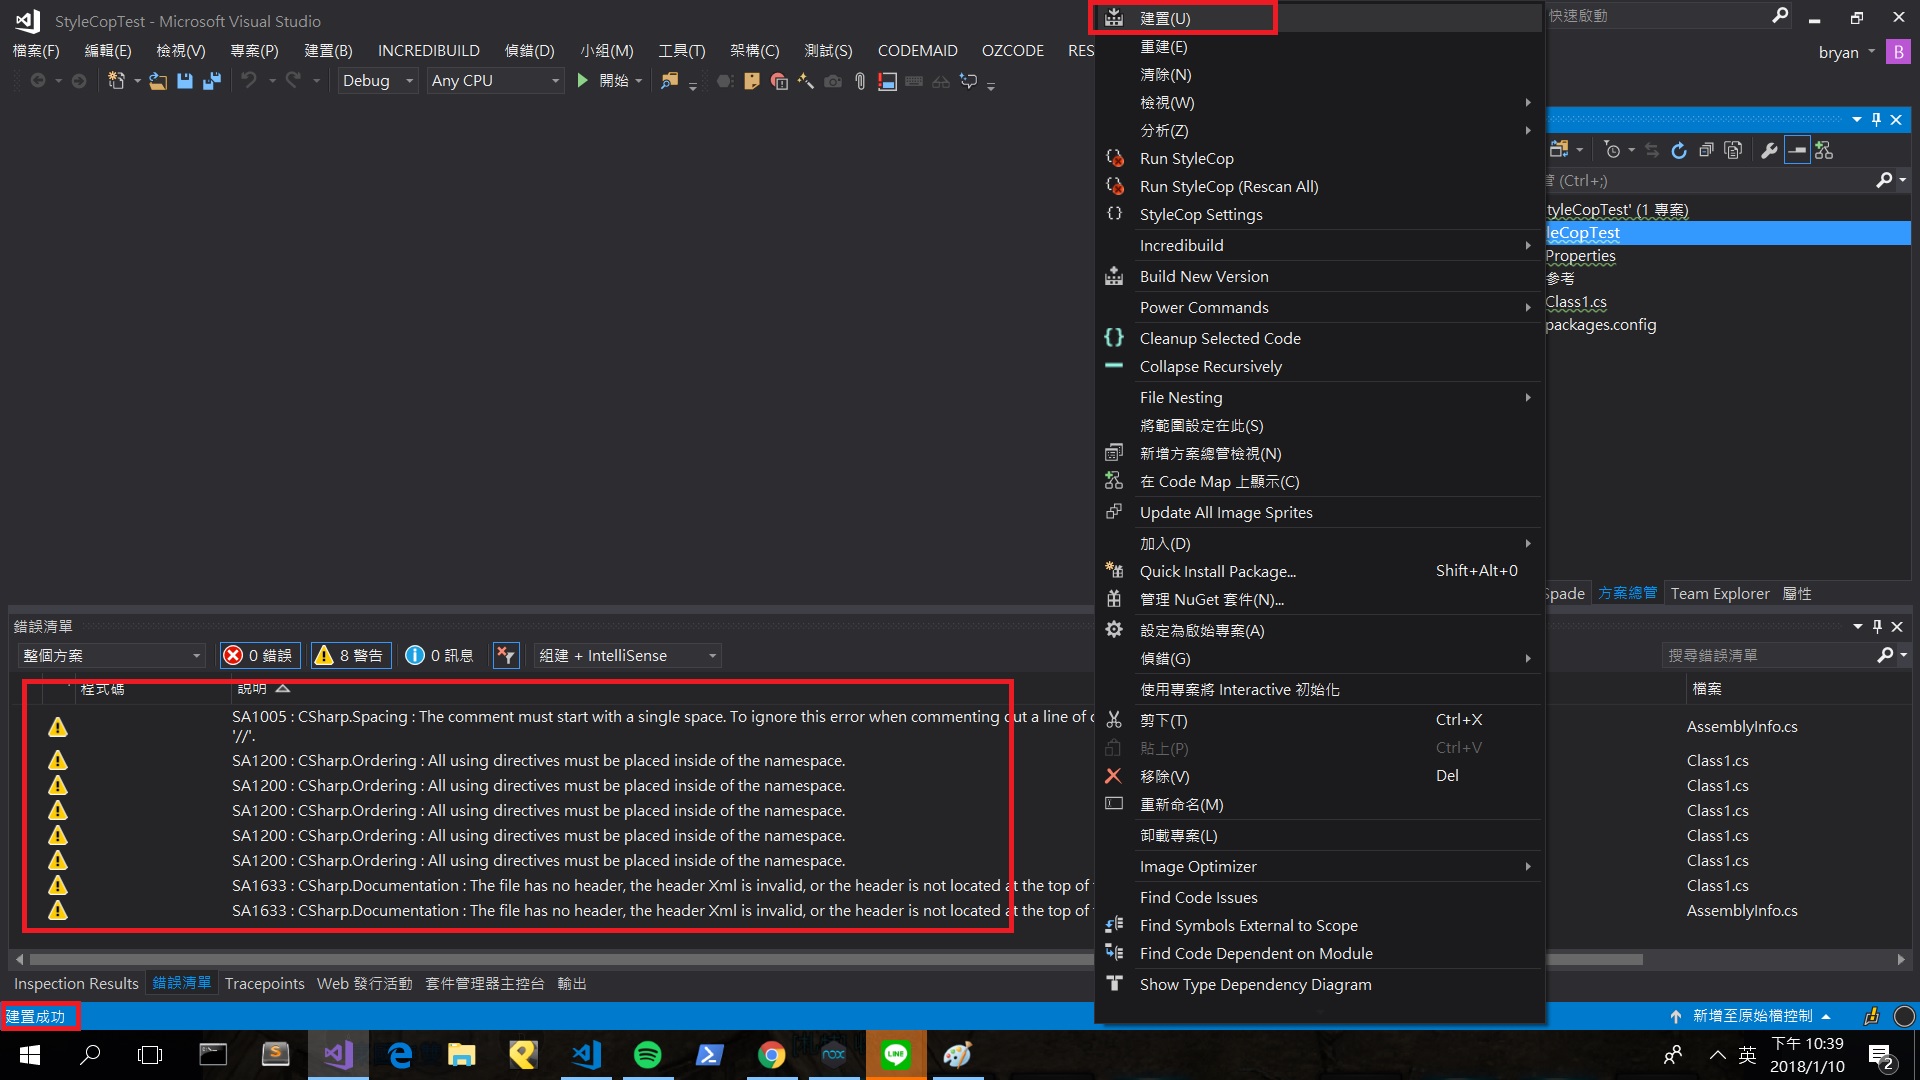 StyleCopTest - Microsoft Visual Studio
快速啟動
檔案(F) 編輯(E) 檢視(V) 專案(P) 建置(B) INCREDIBUILD 偵錯(D) 小組(M) 工具(T) 架構(C) 測試(S) CODEMAID OZCODE RES
bryan B
Debug Any CPU 開始
建置(U)
重建(E)
清除(N)
檢視(W)
分析(Z)
Run StyleCop
Run StyleCop (Rescan All)
StyleCop Settings
Incredibuild
Build New Version
Power Commands
Cleanup Selected Code
Collapse Recursively
File Nesting
將範圍設定在此(S)
新增方案總管檢視(N)
在 Code Map 上顯示(C)
Update All Image Sprites
加入(D)
Quick Install Package... Shift+Alt+0
管理 NuGet 套件(N)...
設定為啟始專案(A)
偵錯(G)
使用專案將 Interactive 初始化
剪下(T) Ctrl+X
貼上(P) Ctrl+V
移除(V) Del
重新命名(M)
卸載專案(L)
Image Optimizer
Find Code Issues
Find Symbols External to Scope
Find Code Dependent on Module
Show Type Dependency Diagram
(Ctrl+;)
tyleCopTest' (1 專案)
leCopTest
Properties
參考
Class1.cs
packages.config
Spade 方案總管 Team Explorer 屬性
錯誤清單
整個方案 0 錯誤 8 警告 0 訊息 組建 + IntelliSense 搜尋錯誤清單
程式碼 說明 檔案
SA1005 : CSharp.Spacing : The comment must start with a single space. To ignore this error when commenting out a line of c
'//'. AssemblyInfo.cs
SA1200 : CSharp.Ordering : All using directives must be placed inside of the namespace. Class1.cs
SA1200 : CSharp.Ordering : All using directives must be placed inside of the namespace. Class1.cs
SA1200 : CSharp.Ordering : All using directives must be placed inside of the namespace. Class1.cs
SA1200 : CSharp.Ordering : All using directives must be placed inside of the namespace. Class1.cs
SA1200 : CSharp.Ordering : All using directives must be placed inside of the namespace. Class1.cs
SA1633 : CSharp.Documentation : The file has no header, the header Xml is invalid, or the header is not located at the top of Class1.cs
SA1633 : CSharp.Documentation : The file has no header, the header Xml is invalid, or the header is not located at the top of AssemblyInfo.cs
Inspection Results 錯誤清單 Tracepoints Web 發行活動 套件管理器主控台 輸出
建置成功 新增至原始檔控制
nox LINE 英 下午 10:39
2018/1/10 2